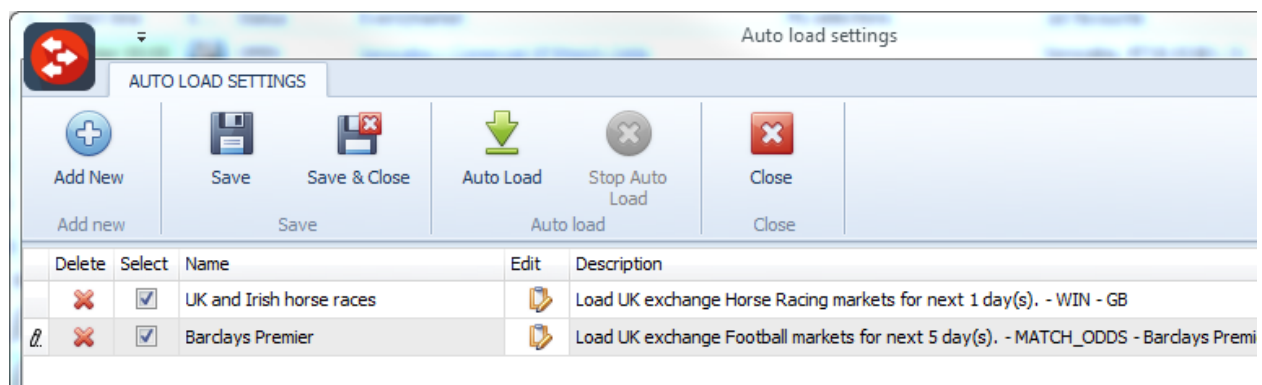 Auto load settings
AUTO LOAD SETTINGS
Add New
Save
Save & Close
Auto Load
Stop Auto
Load
Close
Add new
Save
Auto load
Close
Delete Select Name Edit Description
UK and Irish horse races Load UK exchange Horse Racing markets for next 1 day(s). - WIN - GB
Barclays Premier Load UK exchange Football markets for next 5 day(s). - MATCH_ODDS - Barclays Premi